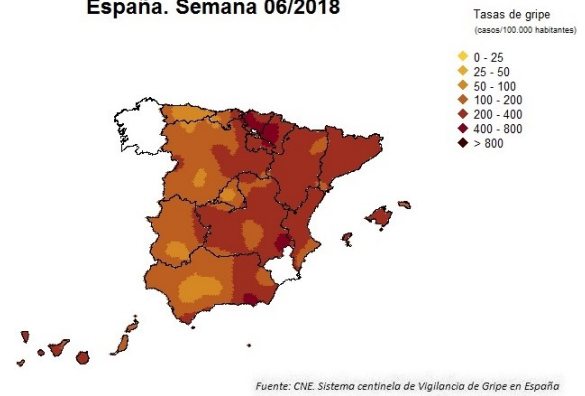 España. Semana 06/2018
Tasas de gripe
(casos/100.000 habitantes)
0 - 25
25 - 50
50 - 100
100 - 200
200 - 400
400 - 800
> 800
Fuente: CNE. Sistema centinela de Vigilancia de Gripe en España